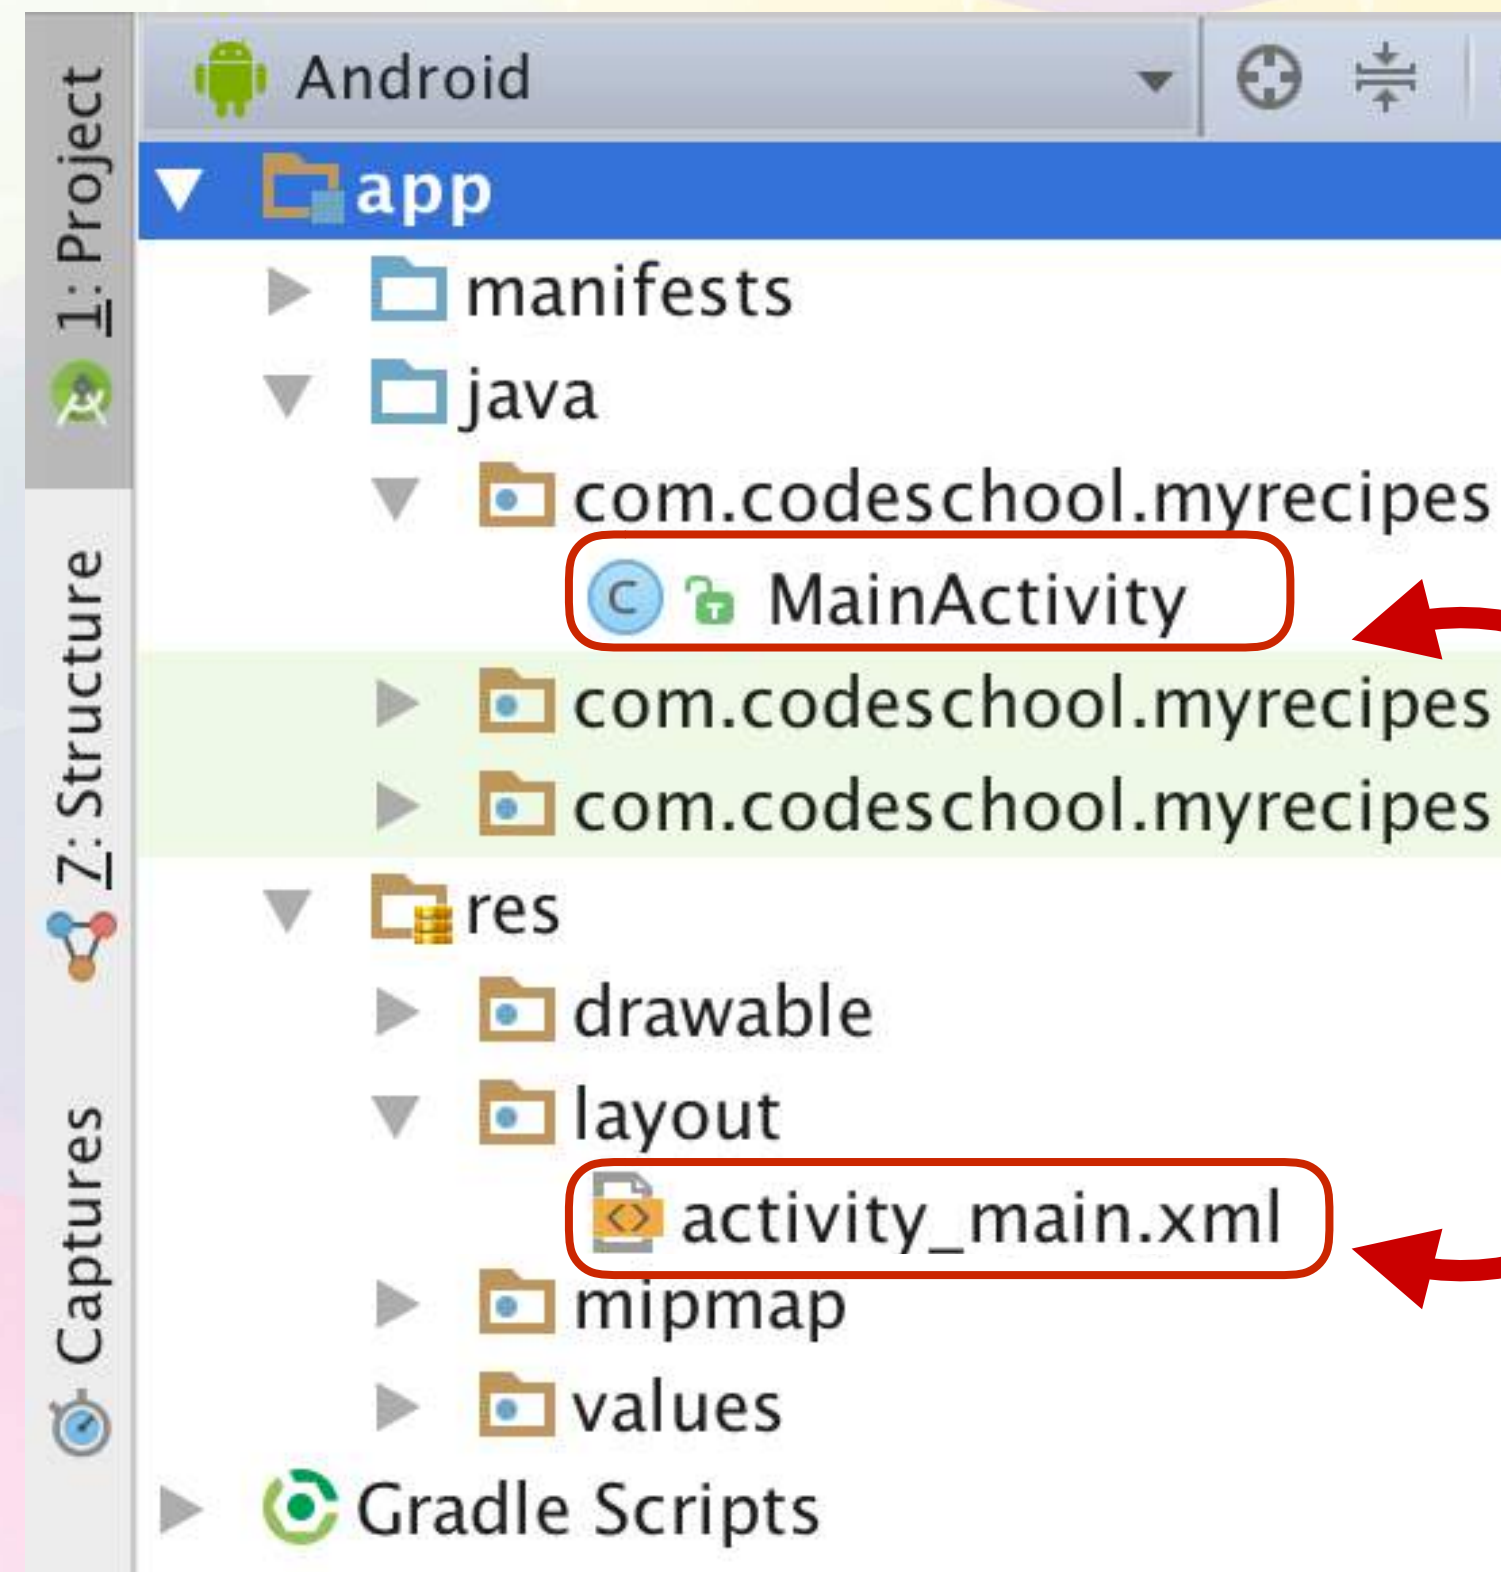 Android
1: Project
app
manifests
java
com.codeschool.myrecipes
C MainActivity
com.codeschool.myrecipes
com.codeschool.myrecipes
7: Structure
res
drawable
layout
<> activity_main.xml
mipmap
values
Captures
Gradle Scripts